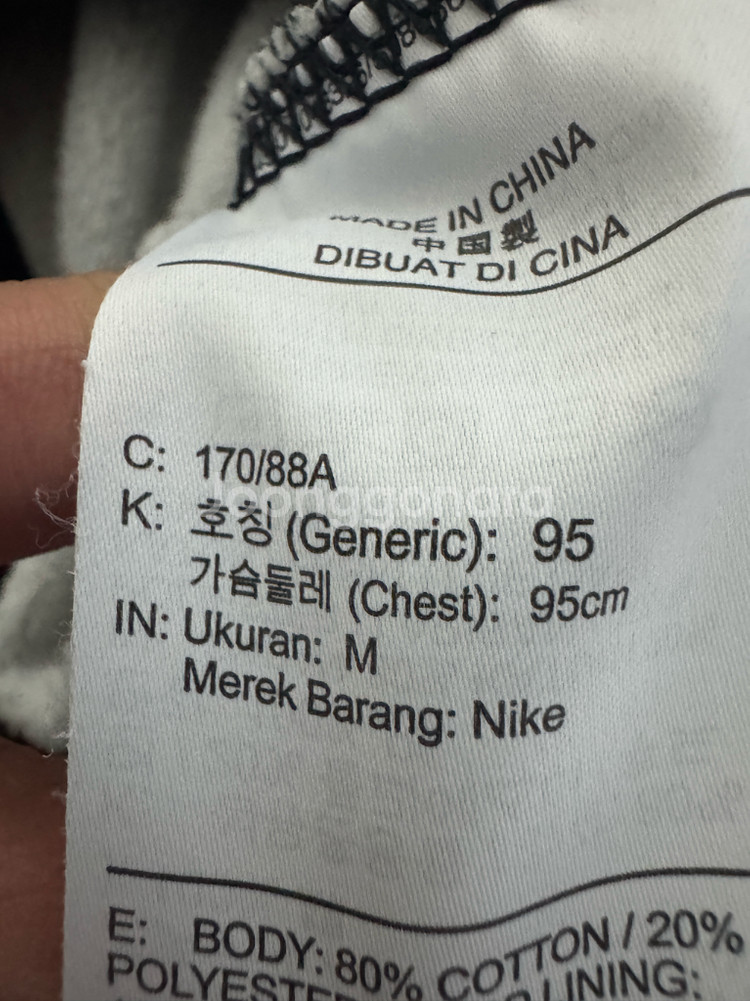 MADE IN CHINA
中国製
DIBUAT DI CINA
C: 170/88A
K: 호칭 (Generic): 95
가슴둘레 (Chest): 95cm
IN: Ukuran: M
Merek Barang: Nike
E: BODY: 80% COTTON / 20%
POLYESTER LINING:
joonggonara